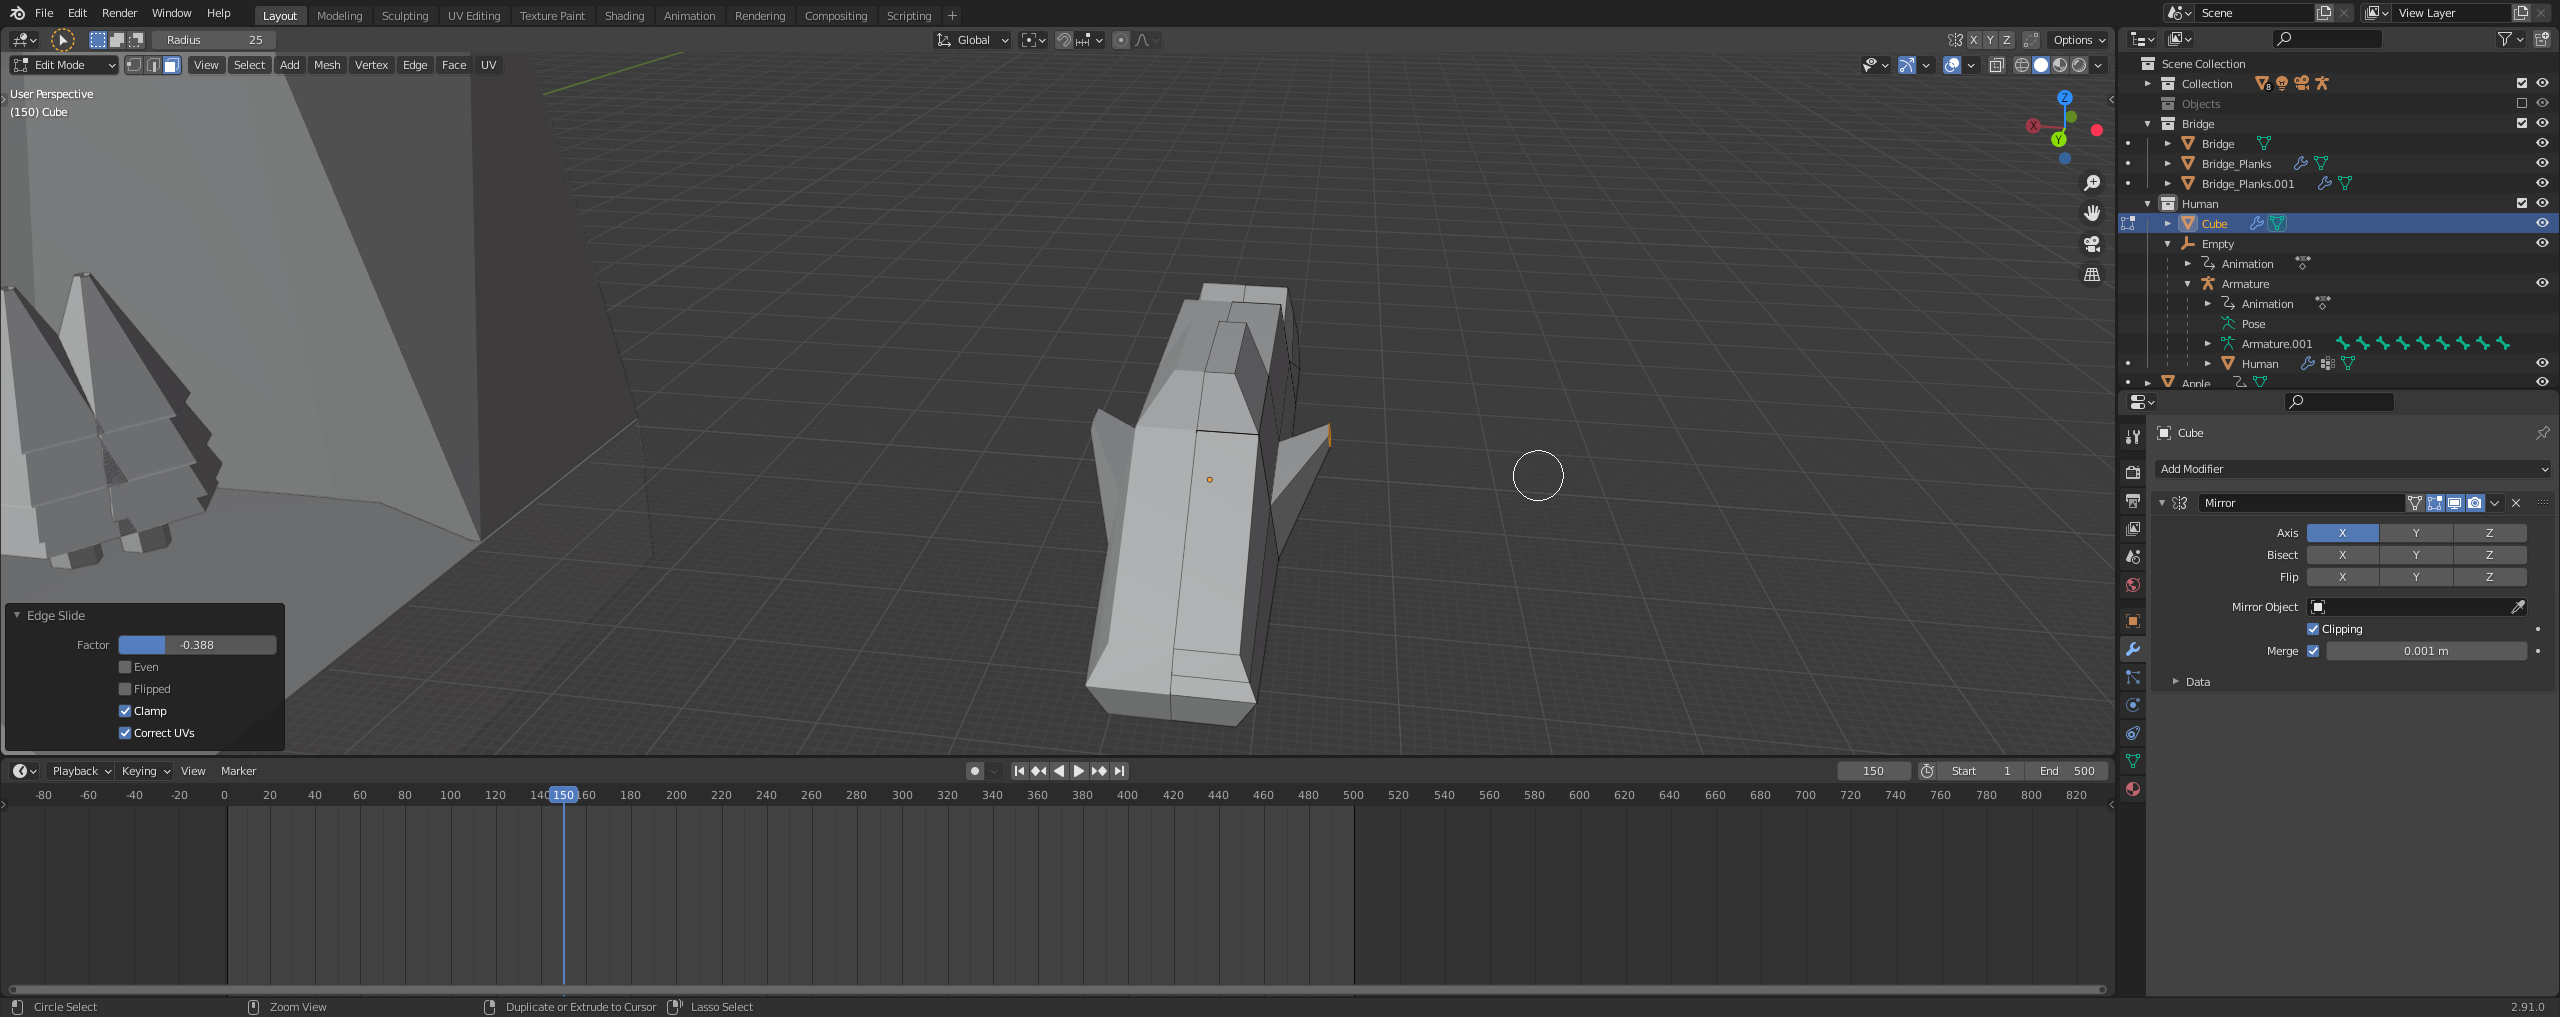 File Edit Render Window Help Layout Modeling Sculpting UV Editing Texture Paint Shading Animation Rendering Compositing Scripting + Scene View Layer
Radius 25 Global X Y Z Options
Edit Mode View Select Add Mesh Vertex Edge Face UV
User Perspective
(150) Cube
Z
X
Y
Scene Collection
Collection 8
Objects
Bridge
Bridge
Bridge_Planks
Bridge_Planks.001
Human
Cube
Empty
Animation
Armature
Animation
Pose
Armature.001
Human
Apple
Cube
Add Modifier
Mirror
Axis X Y Z
Bisect X Y Z
Flip X Y Z
Mirror Object
Clipping
Merge 0.001 m
Data
Edge Slide
Factor -0.388
Even
Flipped
Clamp
Correct UVs
Playback Keying View Marker 150 Start 1 End 500
-80 -60 -40 -20 0 20 40 60 80 100 120 140 150 160 180 200 220 240 260 280 300 320 340 360 380 400 420 440 460 480 500 520 540 560 580 600 620 640 660 680 700 720 740 760 780 800 820
Circle Select Zoom View Duplicate or Extrude to Cursor Lasso Select 2.91.0